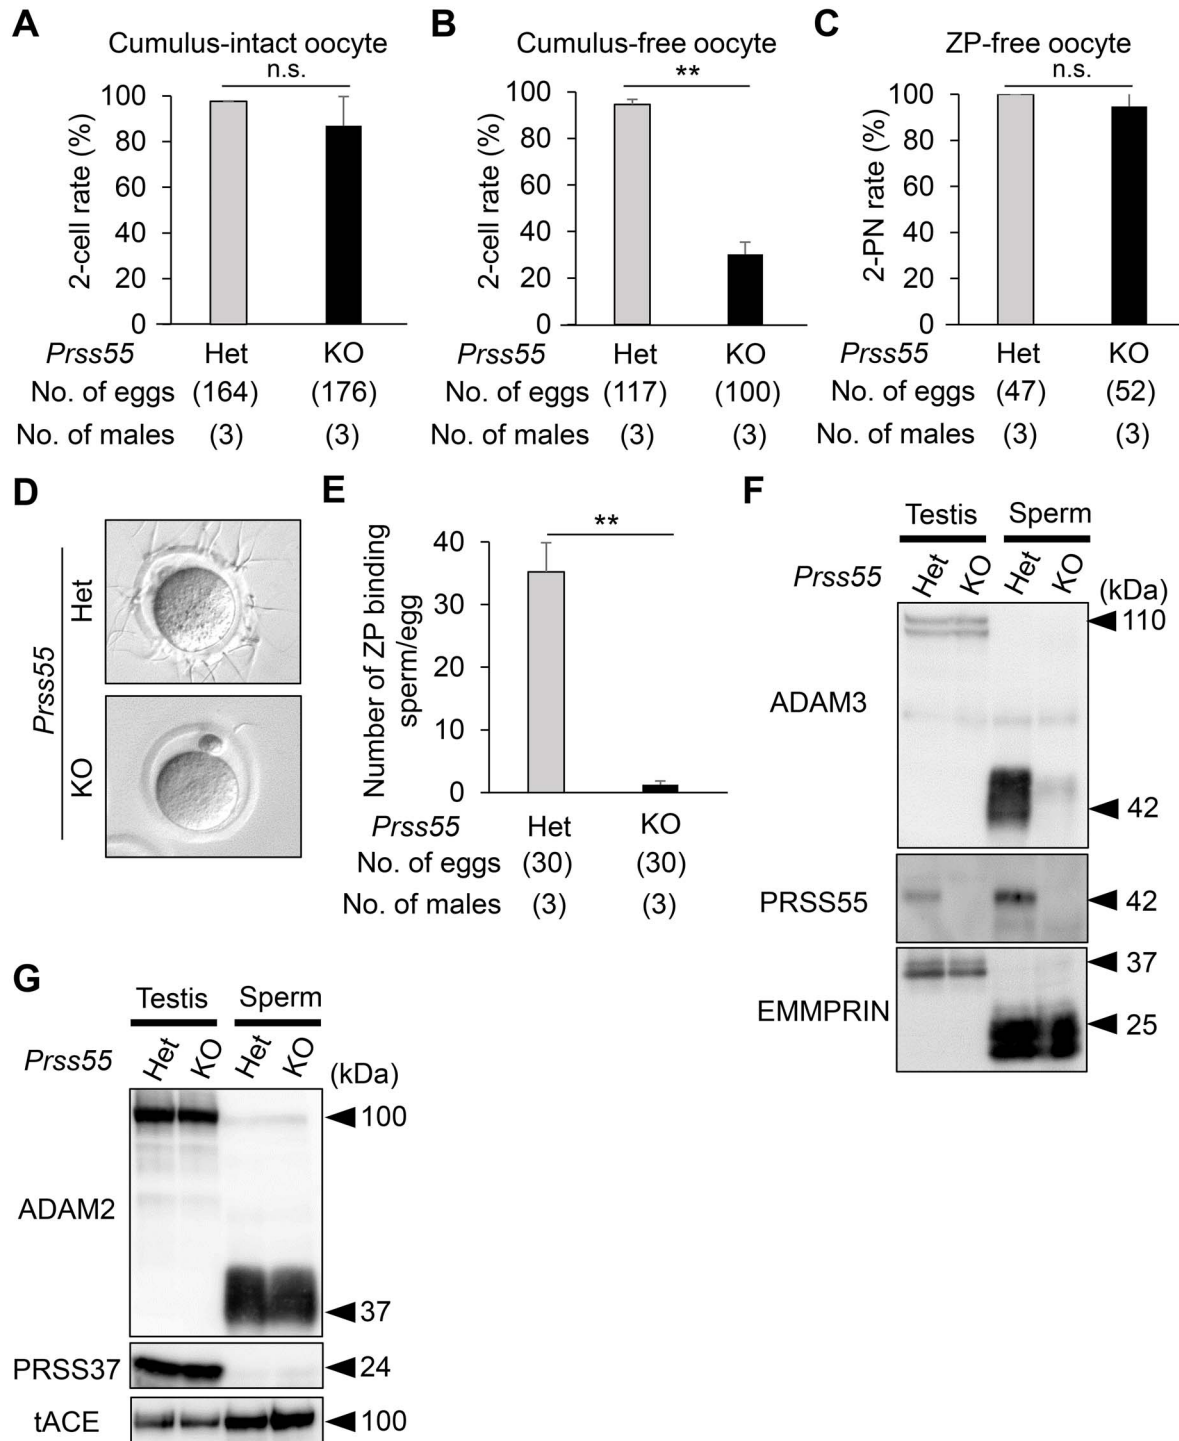 A
Cumulus-intact oocyte
n.s.
2-cell rate (%)
100
80
60
40
20
0
Prss55 Het KO
No. of eggs (164) (176)
No. of males (3) (3)
B
Cumulus-free oocyte
**
2-cell rate (%)
100
80
60
40
20
0
Prss55 Het KO
No. of eggs (117) (100)
No. of males (3) (3)
C
ZP-free oocyte
n.s.
2-PN rate (%)
100
80
60
40
20
0
Prss55 Het KO
No. of eggs (47) (52)
No. of males (3) (3)
D
Prss55
Het
KO
E
**
Number of ZP binding
sperm/egg
40
30
20
10
0
Prss55 Het KO
No. of eggs (30) (30)
No. of males (3) (3)
F
Testis Sperm
Prss55 Het KO Het KO (kDa)
110
ADAM3
42
PRSS55 42
37
EMMPRIN 25
G
Testis Sperm
Prss55 Het KO Het KO (kDa)
100
ADAM2
37
PRSS37 24
tACE 100